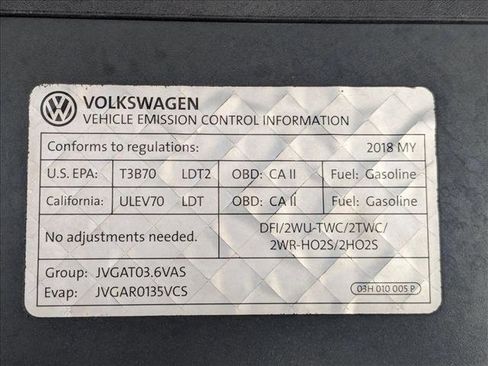 VOLKSWAGEN
VEHICLE EMISSION CONTROL INFORMATION
Conforms to regulations: 2018 MY
U.S. EPA: T3B70 LDT2 OBD: CA II Fuel: Gasoline
California: ULEV70 LDT OBD: CA II Fuel: Gasoline
No adjustments needed. DFI/2WU-TWC/2TWC/
2WR-HO2S/2HO2S
Group: JVGAT03.6VAS
Evap: JVGAR0135VCS
03H 010 005 P